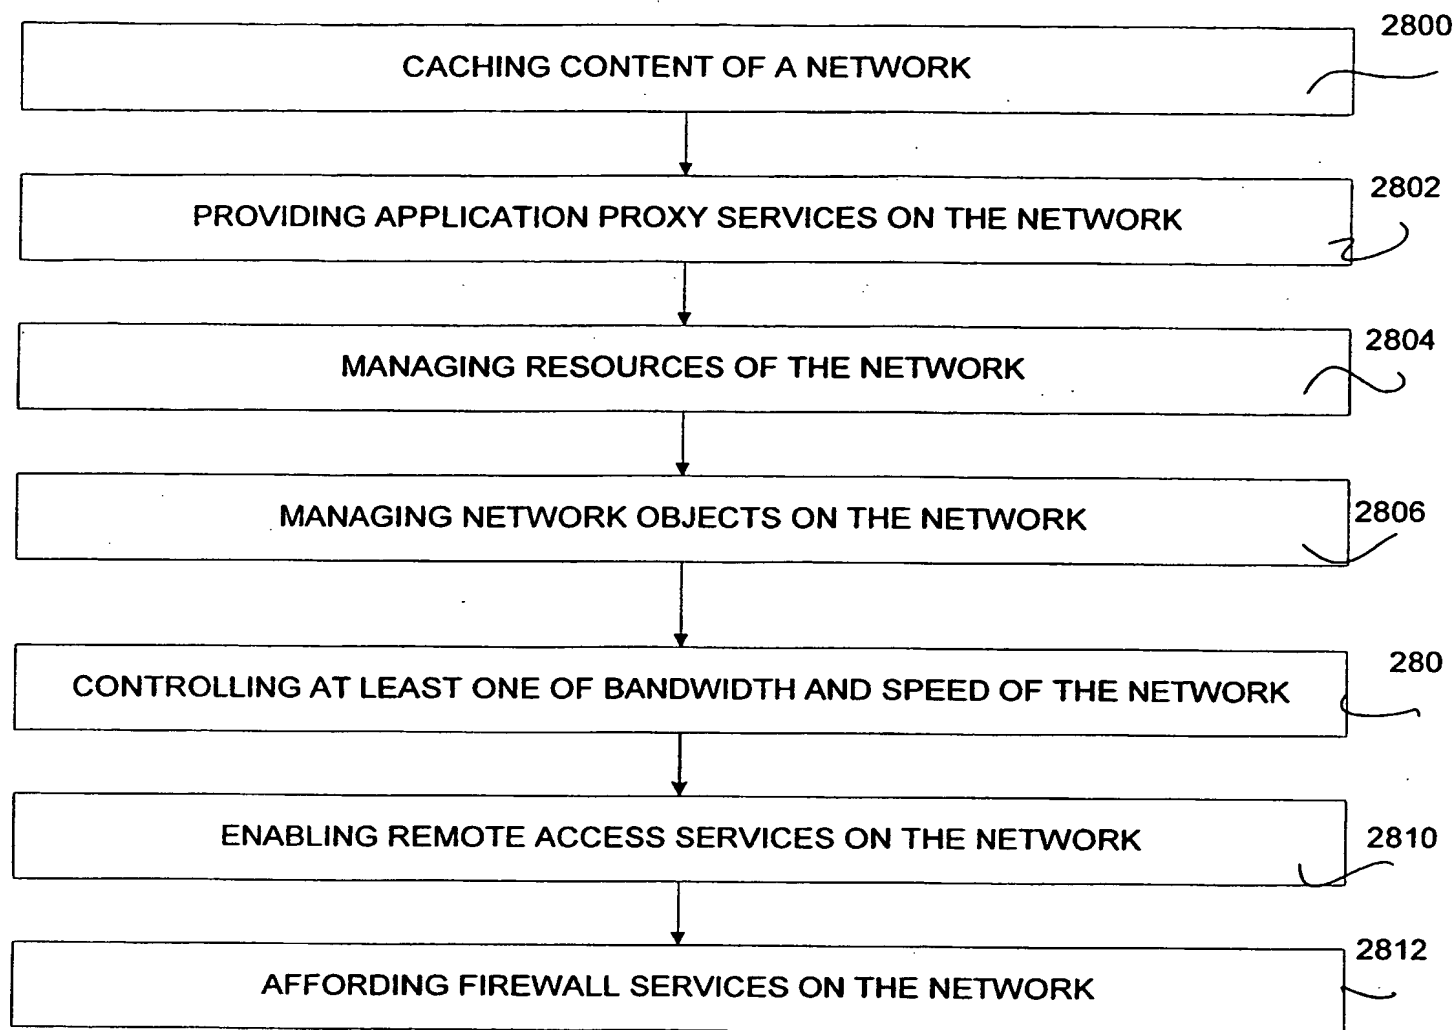 2800
CACHING CONTENT OF A NETWORK
2802
PROVIDING APPLICATION PROXY SERVICES ON THE NETWORK
2804
MANAGING RESOURCES OF THE NETWORK
2806
MANAGING NETWORK OBJECTS ON THE NETWORK
280
CONTROLLING AT LEAST ONE OF BANDWIDTH AND SPEED OF THE NETWORK
2810
ENABLING REMOTE ACCESS SERVICES ON THE NETWORK
2812
AFFORDING FIREWALL SERVICES ON THE NETWORK